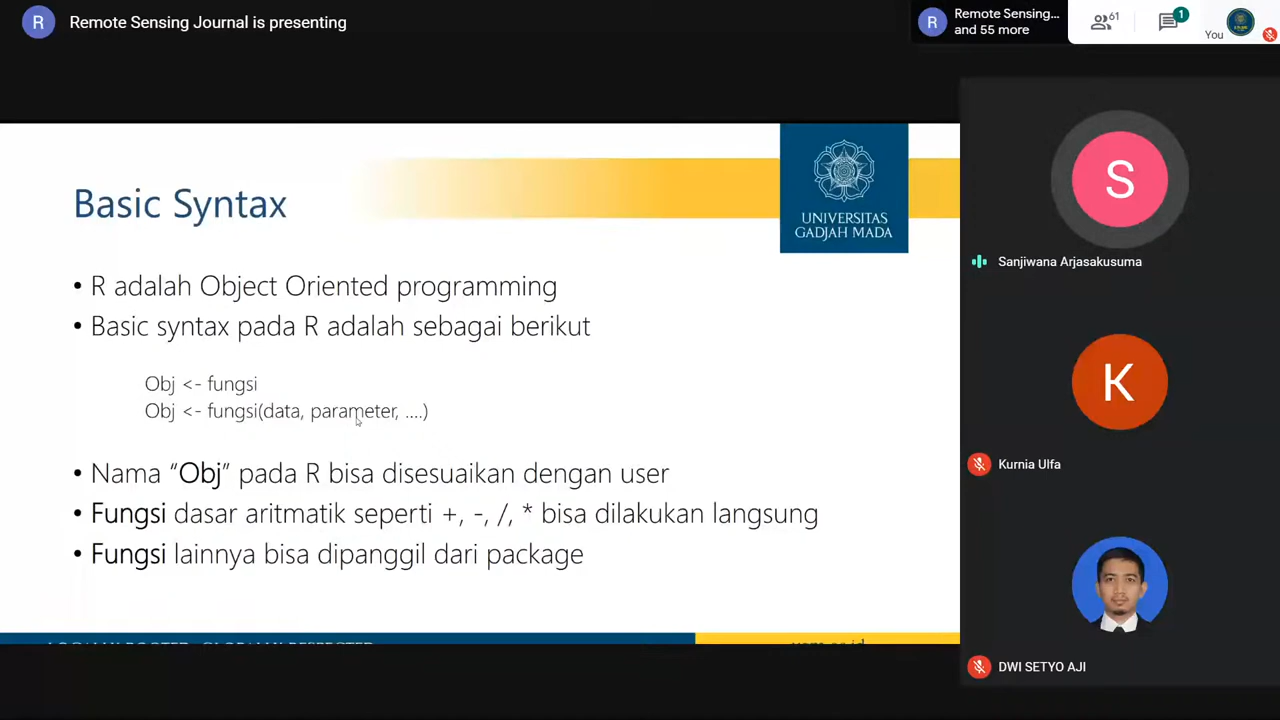 R
Remote Sensing Journal is presenting
R
Remote Sensing...
and 55 more
61
1
You
Basic Syntax
UNIVERSITAS
GADJAH MADA
• R adalah Object Oriented programming
• Basic syntax pada R adalah sebagai berikut
Obj <- fungsi
Obj <- fungsi(data, parameter, ....)
• Nama “Obj” pada R bisa disesuaikan dengan user
• Fungsi dasar aritmatik seperti +, -, /, * bisa dilakukan langsung
• Fungsi lainnya bisa dipanggil dari package
S
Sanjiwana Arjasakusuma
K
Kurnia Ulfa
DWI SETYO AJI